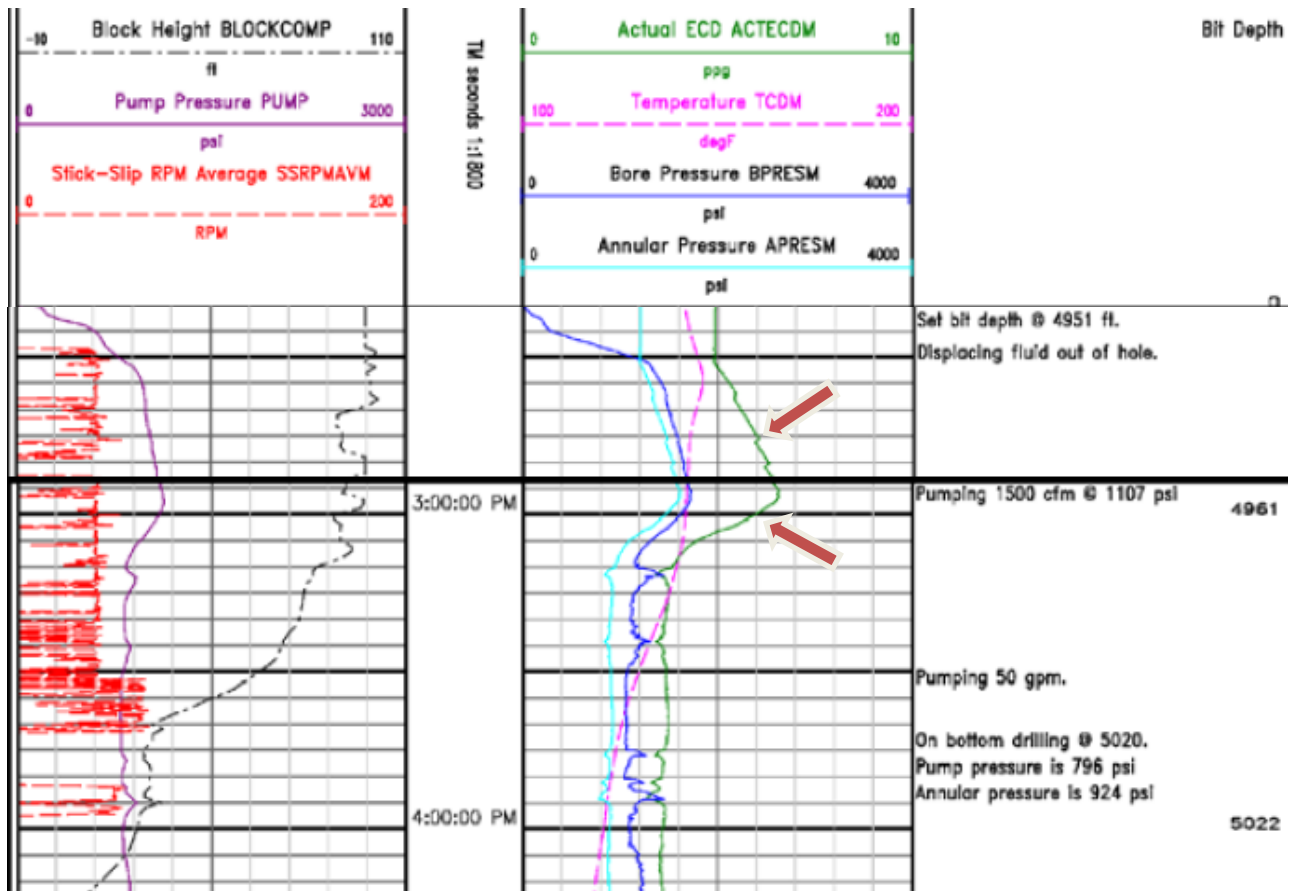 Block Height BLOCKCOMP
-10 110
ft
Pump Pressure PUMP
0 3000
psi
Stick-Slip RPM Average SSRPMAVM
0 200
RPM
TM seconds 1:1800
Actual ECD ACTECDM
0 10
ppg
Temperature TCDM
100 200
degF
Bore Pressure BPRESM
0 4000
psi
Annular Pressure APRESM
0 4000
psi
Bit Depth
Set bit depth @ 4951 ft.
Displacing fluid out of hole.
3:00:00 PM
Pumping 1500 cfm @ 1107 psi
4961
Pumping 50 gpm.
On bottom drilling @ 5020.
Pump pressure is 796 psi
Annular pressure is 924 psi
4:00:00 PM
5022